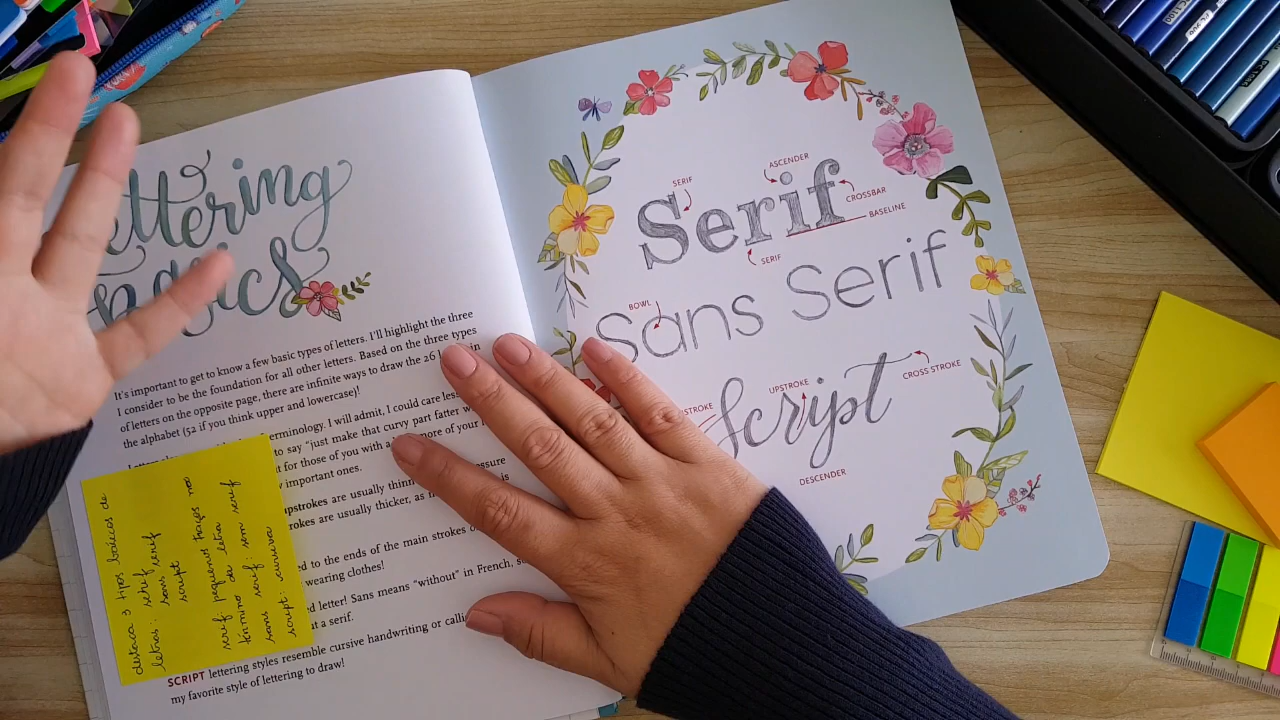 ettering
It's important to get to know a few basic types of letters. I'll highlight the three
I consider to be the foundation for all other letters. Based on the three types
of letters on the opposite page, there are infinite ways to draw the 26 in
the alphabet (52 if you think upper and lowercase)!
erminology. I will admit, I could care less
to say "just make that curvy part fatter
t for those of you with a more of your
important ones.
upstrokes are usually thin
rokes are usually thicker, as
ed to the ends of the main strokes
wearing clothes!
d letter! Sans means "without" in French,
t a serif.
SCRIPT lettering styles resemble cursive handwriting or
my favorite style of lettering to draw!
destaca 3 tipos básicos de
letras: serif
sans serif
script
serif: pequenos traços nos
término de letra
sans serif: sem serif
script: cursiva
ASCENDER
SERIF
Serif
CROSSBAR
BASELINE
SERIF
BOWL
Sans Serif
UPSTROKE
CROSS STROKE
STROKE
Script
DESCENDER